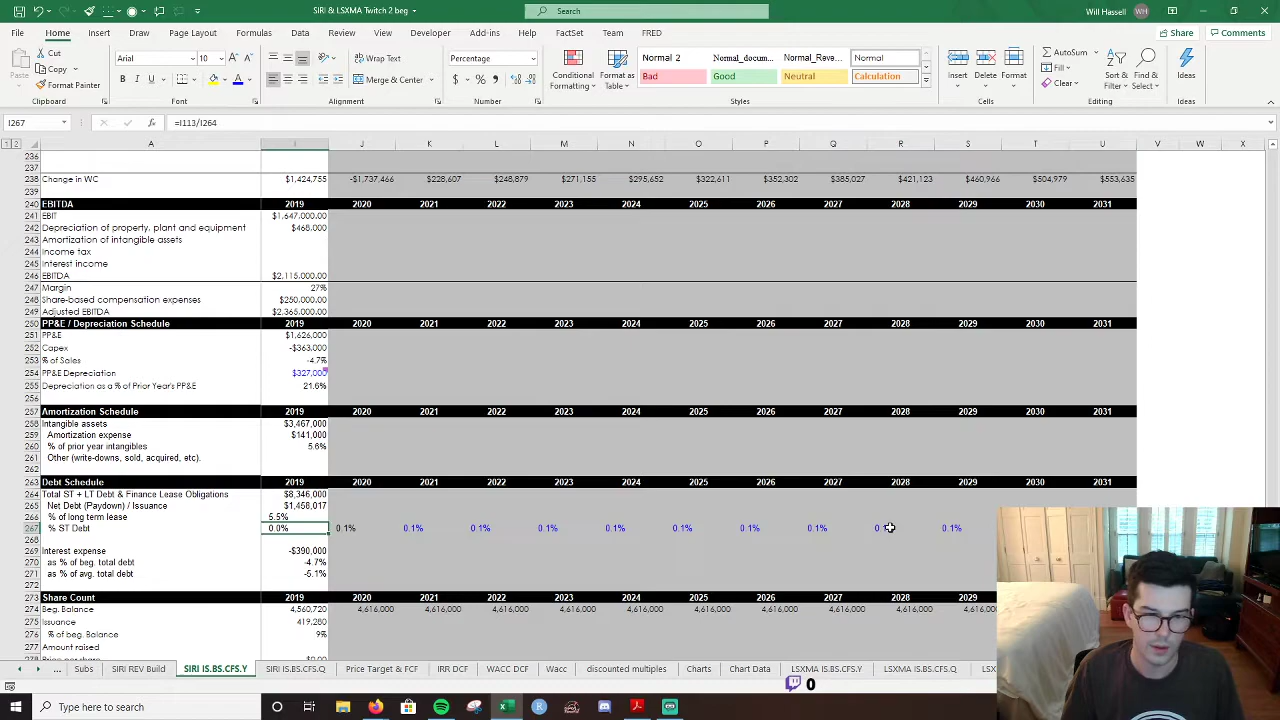 SIRI & LSXMA Twitch 2 beg
Search
Will Hassell WH
File Home Insert Draw Page Layout Formulas Data Review View Developer Add-ins Help FactSet Team FRED Share Comments
Paste Cut Copy Format Painter Clipboard
Arial 10 Font
Wrap Text Merge & Center Alignment
Percentage Number
Conditional Formatting Format as Table
Normal 2 Normal_docum... Normal_Reve... Normal
Bad Good Neutral Calculation Styles
Insert Delete Format Cells
AutoSum Fill Clear Sort & Filter Find & Select Editing
Ideas Ideas
I267 =I113/I264
1 2 A I J K L M N O P Q R S T U V W X
236
237
238 Change in WC $1,424,755 -$1,737,466 $228,607 $248,879 $271,155 $295,652 $322,611 $352,302 $385,027 $421,123 $460,966 $504,979 $553,635
239
240 EBITDA 2019 2020 2021 2022 2023 2024 2025 2026 2027 2028 2029 2030 2031
241 EBIT $1,647,000.00
242 Depreciation of property, plant and equipment $468,000
243 Amortization of intangible assets
244 Income tax
245 Interest income
246 EBITDA $2,115,000.00
247 Margin 27%
248 Share-based compensation expenses $250,000.00
249 Adjusted EBITDA $2,365,000.00
250 PP&E / Depreciation Schedule 2019 2020 2021 2022 2023 2024 2025 2026 2027 2028 2029 2030 2031
251 PP&E $1,626,000
252 Capex -$363,000
253 % of Sales -4.7%
254 PP&E Depreciation $327,000
255 Depreciation as a % of Prior Year's PP&E 21.6%
256
257 Amortization Schedule 2019 2020 2021 2022 2023 2024 2025 2026 2027 2028 2029 2030 2031
258 Intangible assets $3,467,000
259 Amortization expense $141,000
260 % of prior year intangibles 5.6%
261 Other (write-downs, sold, acquired, etc).
262
263 Debt Schedule 2019 2020 2021 2022 2023 2024 2025 2026 2027 2028 2029 2030 2031
264 Total ST + LT Debt & Finance Lease Obligations $8,346,000
265 Net Debt (Paydown) / Issuance $1,458,017
266 % of long term lease 5.5%
267 % ST Debt 0.0% 0.1% 0.1% 0.1% 0.1% 0.1% 0.1% 0.1% 0.1% 0.1%
268
269 Interest expense -$390,000
270 as % of beg. total debt -4.7%
271 as % of avg. total debt -5.1%
272
273 Share Count 2019 2020 2021 2022 2023 2024 2025 2026 2027 2028 2029
274 Beg. Balance 4,560,720 4,616,000 4,616,000 4,616,000 4,616,000 4,616,000 4,616,000 4,616,000 4,616,000 4,616,000
275 Issuance 419,280
276 % of beg. Balance 9%
277 Amount raised
... Subs SIRI REV Build SIRI IS.BS.CFS.Y SIRI IS.BS.CFS.Q Price Target & FCF IRR DCF WACC DCF Wacc discounted multiples Charts Chart Data LSXMA IS.BS.CFS.Y LSXMA IS.BS.CFS.Q
0
Type here to search